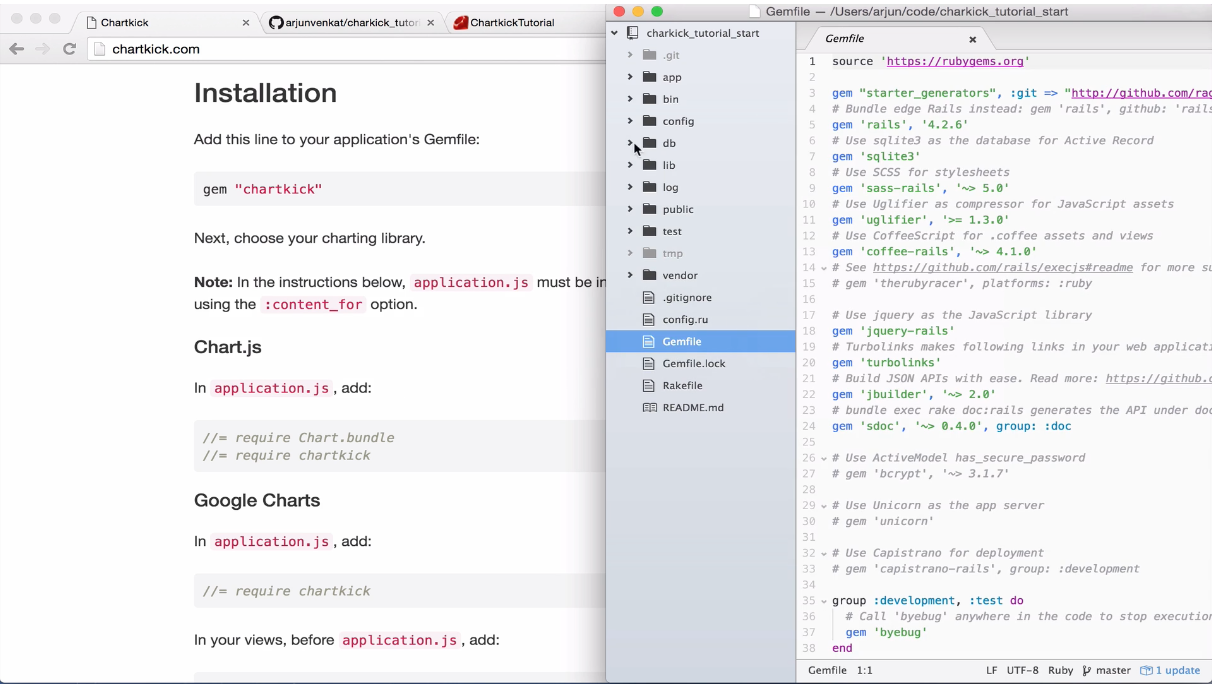 Chartkick
arjunvenkat/charkick_tutor
ChartkickTutorial
chartkick.com
Installation
Add this line to your application's Gemfile:
gem "chartkick"
Next, choose your charting library.
Note: In the instructions below, application.js must be in
using the :content_for option.
Chart.js
In application.js, add:
//= require Chart.bundle
//= require chartkick
Google Charts
In application.js, add:
//= require chartkick
In your views, before application.js, add:
Gemfile — /Users/arjun/code/charkick_tutorial_start
charkick_tutorial_start
.git
app
bin
config
db
lib
log
public
test
tmp
vendor
.gitignore
config.ru
Gemfile
Gemfile.lock
Rakefile
README.md
Gemfile
1 source 'https://rubygems.org'
2
3 gem "starter_generators", :git => "http://github.com/rag
4 # Bundle edge Rails instead: gem 'rails', github: 'rails
5 gem 'rails', '4.2.6'
6 # Use sqlite3 as the database for Active Record
7 gem 'sqlite3'
8 # Use SCSS for stylesheets
9 gem 'sass-rails', '~> 5.0'
10 # Use Uglifier as compressor for JavaScript assets
11 gem 'uglifier', '>= 1.3.0'
12 # Use CoffeeScript for .coffee assets and views
13 gem 'coffee-rails', '~> 4.1.0'
14 # See https://github.com/rails/execjs#readme for more su
15 # gem 'therubyracer', platforms: :ruby
16
17 # Use jquery as the JavaScript library
18 gem 'jquery-rails'
19 # Turbolinks makes following links in your web applicati
20 gem 'turbolinks'
21 # Build JSON APIs with ease. Read more: https://github.c
22 gem 'jbuilder', '~> 2.0'
23 # bundle exec rake doc:rails generates the API under doc
24 gem 'sdoc', '~> 0.4.0', group: :doc
25
26 # Use ActiveModel has_secure_password
27 # gem 'bcrypt', '~> 3.1.7'
28
29 # Use Unicorn as the app server
30 # gem 'unicorn'
31
32 # Use Capistrano for deployment
33 # gem 'capistrano-rails', group: :development
34
35 group :development, :test do
36 # Call 'byebug' anywhere in the code to stop execution
37 gem 'byebug'
38 end
Gemfile 1:1 LF UTF-8 Ruby master 1 update